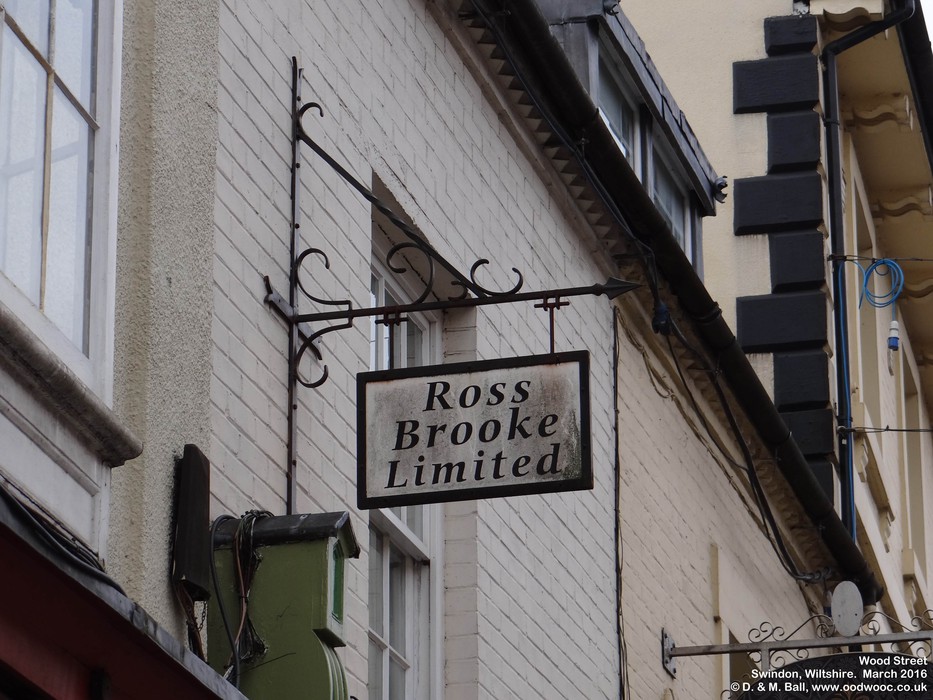 Ross
Brooke
Limited
Wood Street
Swindon, Wiltshire. March 2016
© D. & M. Ball, www.oodwooc.co.uk